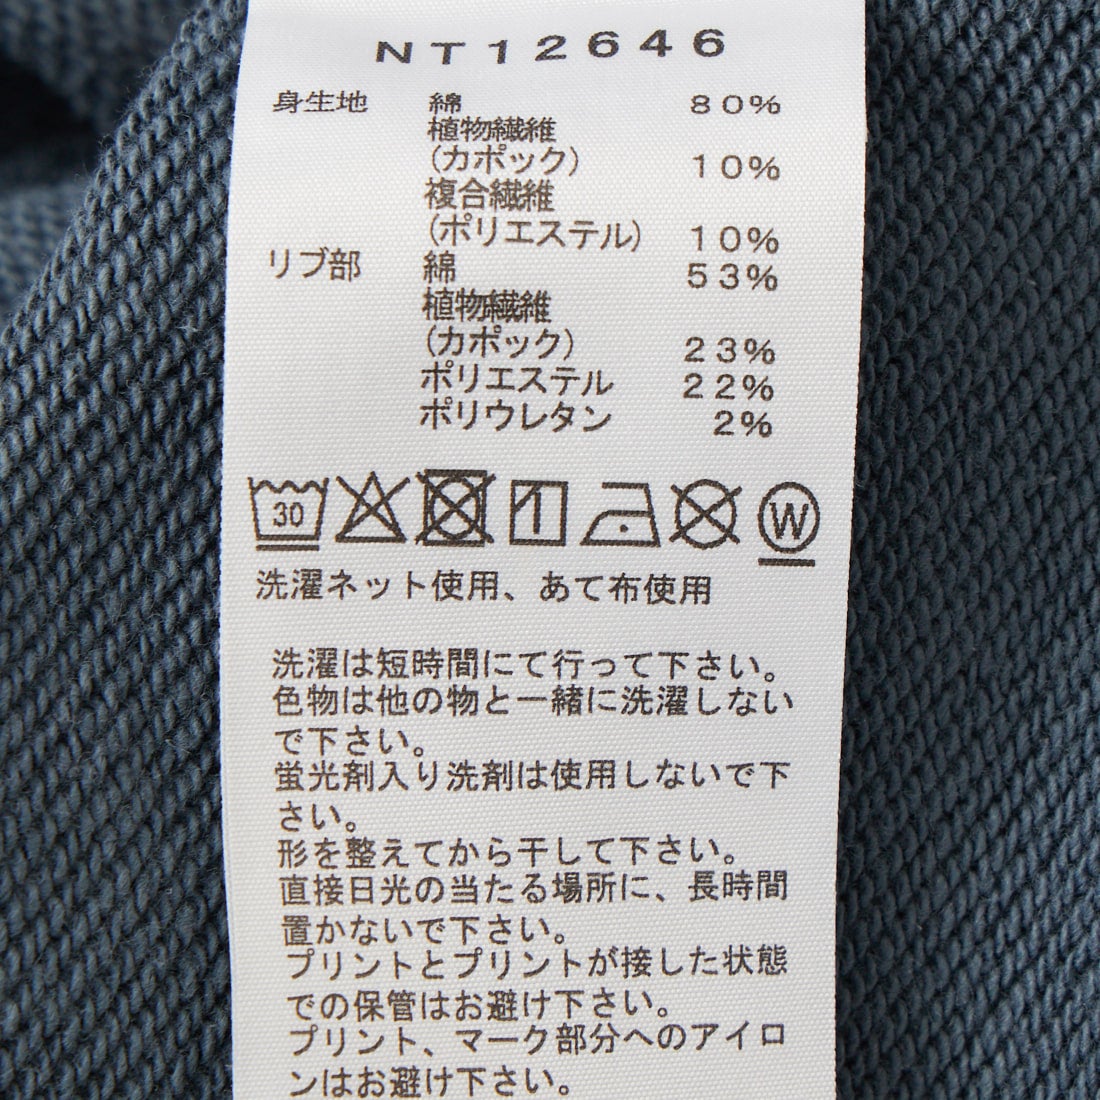 NT12646
身生地 綿 80%
植物繊維
(カポック) 10%
複合繊維
(ポリエステル) 10%
リブ部 綿 53%
植物繊維
(カポック) 23%
ポリエステル 22%
ポリウレタン 2%
30 W
洗濯ネット使用、あて布使用
洗濯は短時間にて行って下さい。
色物は他の物と一緒に洗濯しない
で下さい。
蛍光剤入り洗剤は使用しないで下
さい。
形を整えてから干して下さい。
直接日光の当たる場所に、長時間
置かないで下さい。
プリントとプリントが接した状態
での保管はお避け下さい。
プリント、マーク部分へのアイロ
ンはお避け下さい。